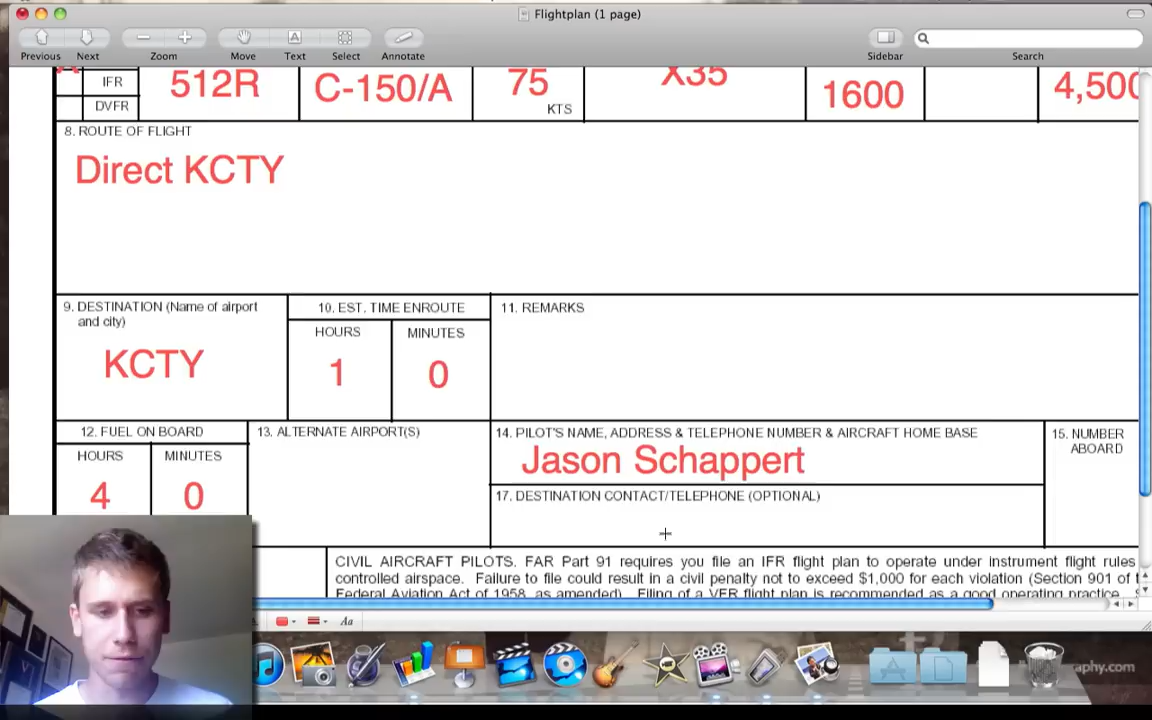 Flightplan (1 page)
Previous Next Zoom Move Text Select Annotate Sidebar Search
IFR 512R C-150/A 75 X35 1600 4,500
DVFR KTS
8. ROUTE OF FLIGHT
Direct KCTY
9. DESTINATION (Name of airport and city)
10. EST. TIME ENROUTE
11. REMARKS
HOURS MINUTES
KCTY 1 0
12. FUEL ON BOARD
13. ALTERNATE AIRPORT(S)
14. PILOT'S NAME, ADDRESS & TELEPHONE NUMBER & AIRCRAFT HOME BASE
15. NUMBER ABOARD
HOURS MINUTES
Jason Schappert
4 0
17. DESTINATION CONTACT/TELEPHONE (OPTIONAL)
CIVIL AIRCRAFT PILOTS. FAR Part 91 requires you file an IFR flight plan to operate under instrument flight rules
controlled airspace. Failure to file could result in a civil penalty not to exceed $1,000 for each violation (Section 901 of
Federal Aviation Act of 1958, as amended). Filing of a VFR flight plan is recommended as a good operating practice.
Aa
aphy.com